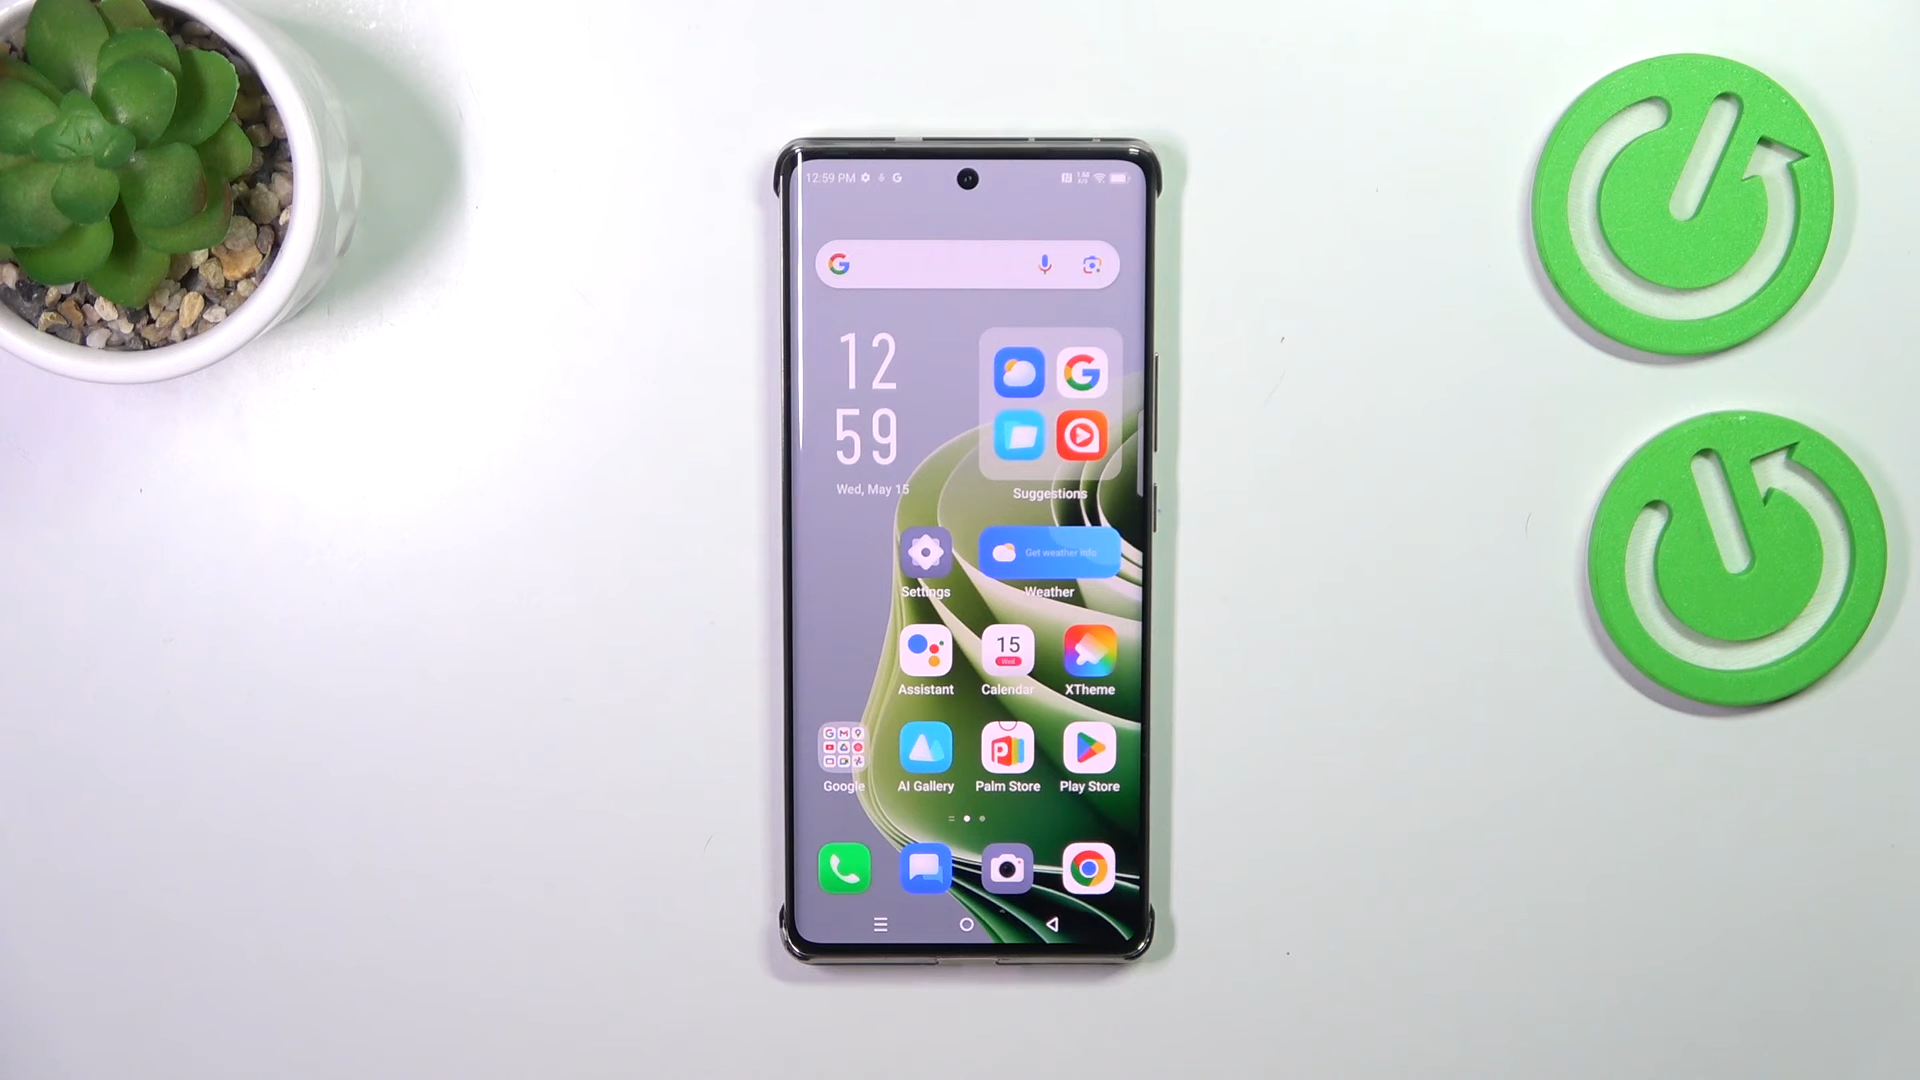 12:59 PM
12
59
Wed, May 15
Suggestions
Settings
Get weather info
Weather
15
Wed
Assistant
Calendar
XTheme
Google
AI Gallery
Palm Store
Play Store